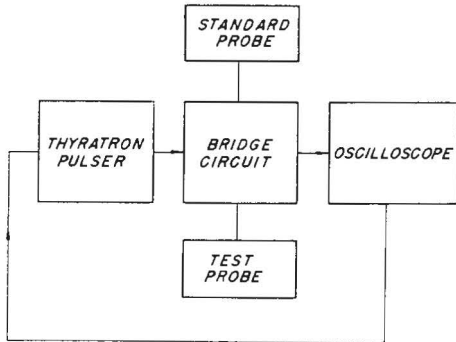 STANDARD
PROBE
THYRATRON
PULSER
BRIDGE
CIRCUIT
OSCILLOSCOPE
TEST
PROBE